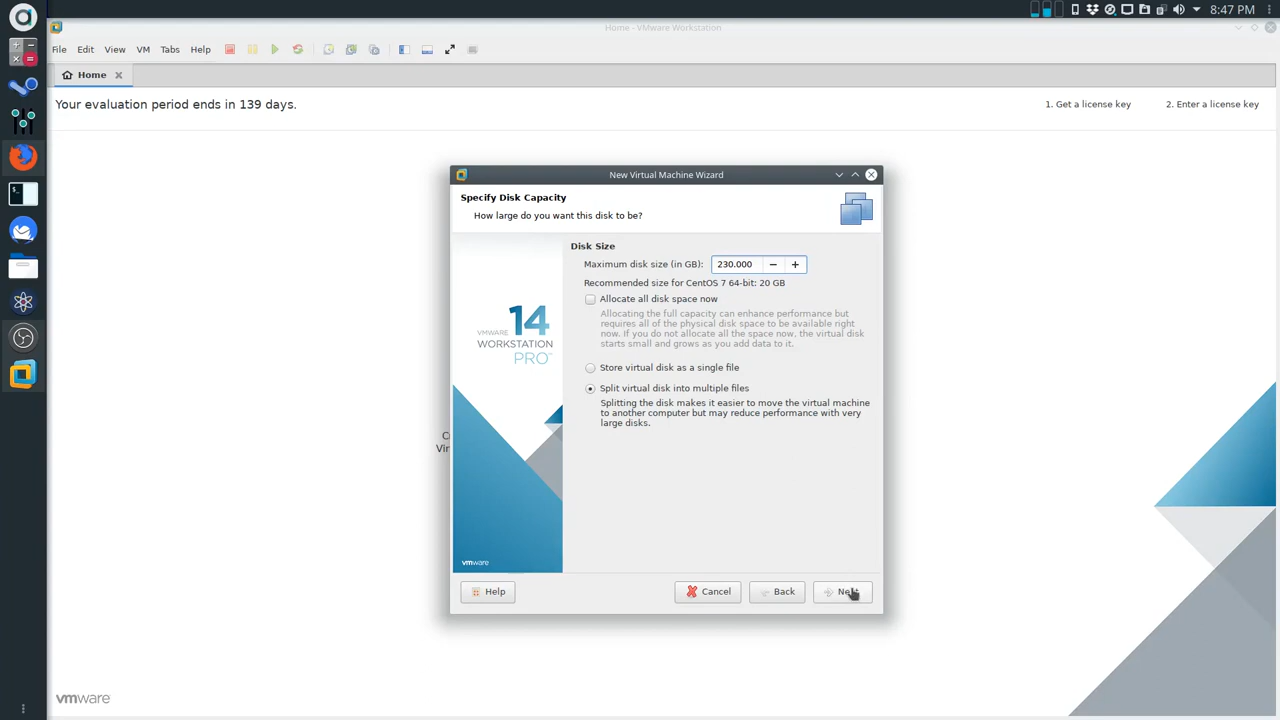 8:47 PM
Home - VMware Workstation
File Edit View VM Tabs Help
Home
Your evaluation period ends in 139 days.
1. Get a license key 2. Enter a license key
New Virtual Machine Wizard
Specify Disk Capacity
How large do you want this disk to be?
Disk Size
Maximum disk size (in GB): 230.000
Recommended size for CentOS 7 64-bit: 20 GB
Allocate all disk space now
Allocating the full capacity can enhance performance but
requires all of the physical disk space to be available right
now. If you do not allocate all the space now, the virtual disk
starts small and grows as you add data to it.
Store virtual disk as a single file
Split virtual disk into multiple files
Splitting the disk makes it easier to move the virtual machine
to another computer but may reduce performance with very
large disks.
14
VMWARE
WORKSTATION
PRO™
vmware
Help Cancel Back
vmware